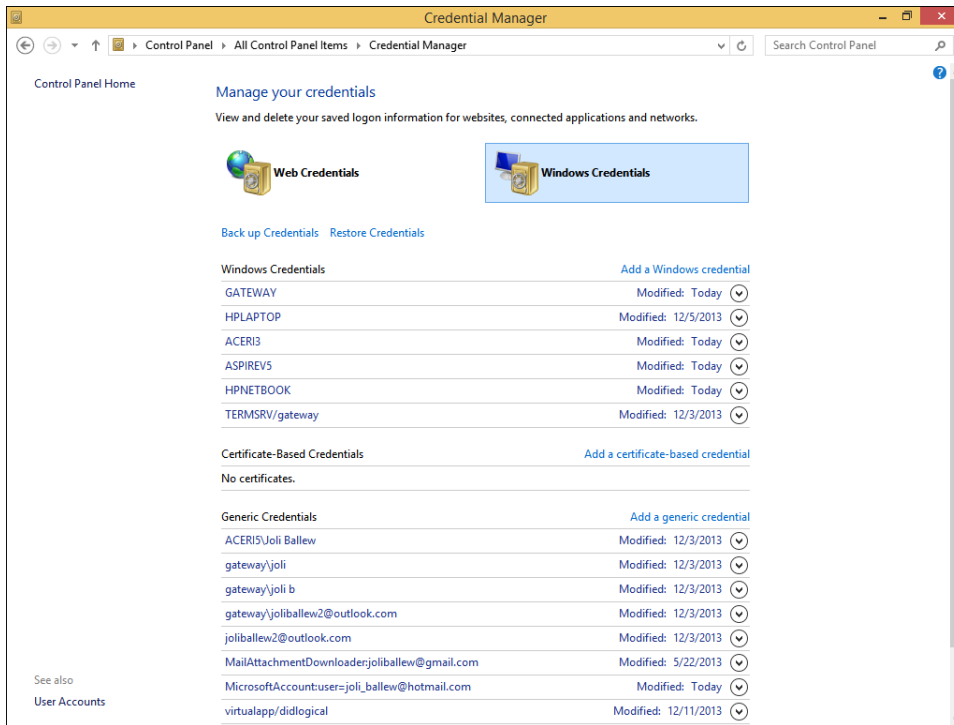 Credential Manager
Control Panel All Control Panel Items Credential Manager Search Control Panel
Control Panel Home
Manage your credentials
View and delete your saved logon information for websites, connected applications and networks.
Web Credentials Windows Credentials
Back up Credentials Restore Credentials
Windows Credentials Add a Windows credential
GATEWAY Modified: Today
HPLAPTOP Modified: 12/5/2013
ACERI3 Modified: Today
ASPIREV5 Modified: Today
HPNETBOOK Modified: Today
TERMSRV/gateway Modified: 12/3/2013
Certificate-Based Credentials Add a certificate-based credential
No certificates.
Generic Credentials Add a generic credential
ACERI5\Joli Ballew Modified: 12/3/2013
gateway\joli Modified: 12/3/2013
gateway\joli b Modified: 12/3/2013
gateway\joliballew2@outlook.com Modified: 12/3/2013
joliballew2@outlook.com Modified: 12/3/2013
MailAttachmentDownloader:joliballew@gmail.com Modified: 5/22/2013
MicrosoftAccount:user=joli_ballew@hotmail.com Modified: Today
virtualapp/didlogical Modified: 12/11/2013
See also
User Accounts